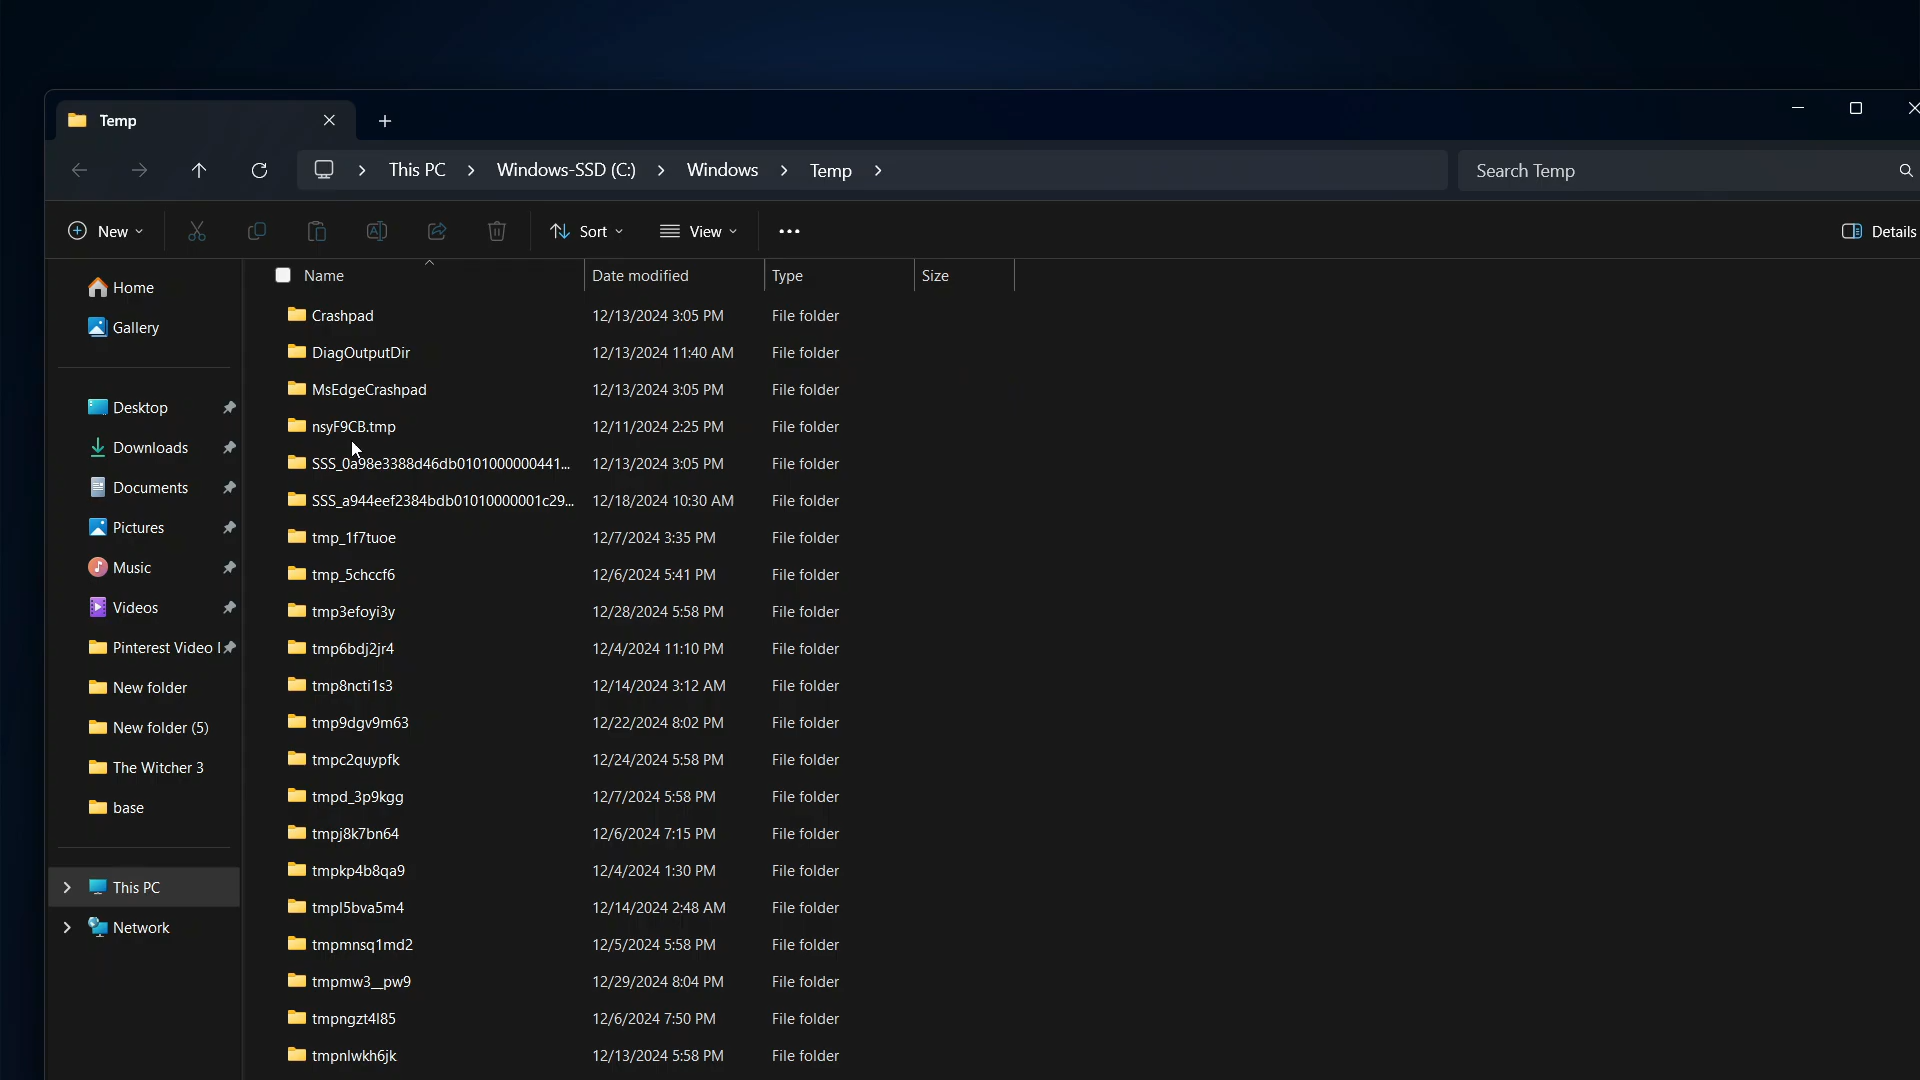 Temp
This PC > Windows-SSD (C:) > Windows > Temp >
Search Temp
New
Sort
View
Details
Home
Gallery
Desktop
Downloads
Documents
Pictures
Music
Videos
Pinterest Video
New folder
New folder (5)
The Witcher 3
base
This PC
Network
Name Date modified Type Size
Crashpad 12/13/2024 3:05 PM File folder
DiagOutputDir 12/13/2024 11:40 AM File folder
MsEdgeCrashpad 12/13/2024 3:05 PM File folder
nsyF9CB.tmp 12/11/2024 2:25 PM File folder
SSS_0a98e3388d46db0101000000441... 12/13/2024 3:05 PM File folder
SSS_a944eef2384bdb01010000001c29... 12/18/2024 10:30 AM File folder
tmp_1f7tuoe 12/7/2024 3:35 PM File folder
tmp_5chccf6 12/6/2024 5:41 PM File folder
tmp3efoyi3y 12/28/2024 5:58 PM File folder
tmp6bdj2jr4 12/4/2024 11:10 PM File folder
tmp8ncti1s3 12/14/2024 3:12 AM File folder
tmp9dgv9m63 12/22/2024 8:02 PM File folder
tmpc2quypfk 12/24/2024 5:58 PM File folder
tmpd_3p9kgg 12/7/2024 5:58 PM File folder
tmpj8k7bn64 12/6/2024 7:15 PM File folder
tmpkp4b8qa9 12/4/2024 1:30 PM File folder
tmpl5bva5m4 12/14/2024 2:48 AM File folder
tmpmnsq1md2 12/5/2024 5:58 PM File folder
tmpmw3__pw9 12/29/2024 8:04 PM File folder
tmpngzt4l85 12/6/2024 7:50 PM File folder
tmpnlwkh6jk 12/13/2024 5:58 PM File folder